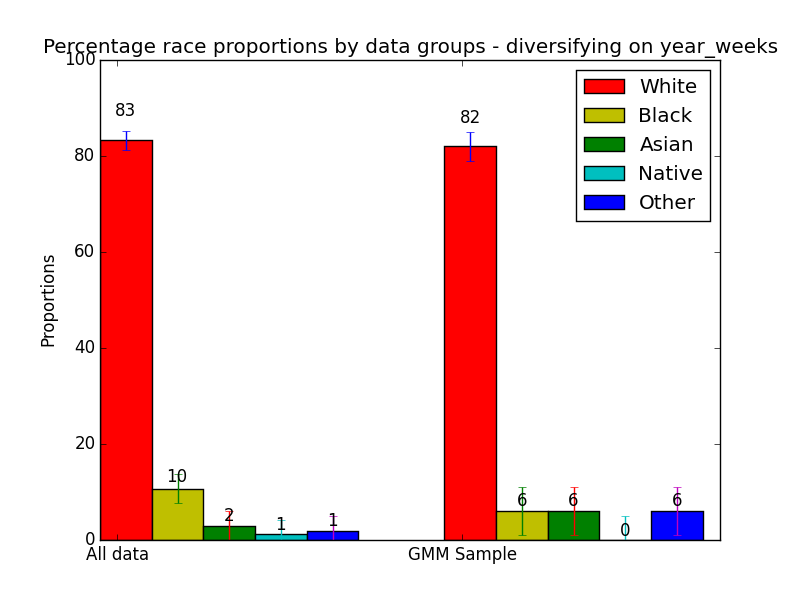 Percentage race proportions by data groups - diversifying on year_weeks
100
80
60
40
20
0
Proportions
83
10
2
1
1
82
6
6
0
6
White
Black
Asian
Native
Other
All data
GMM Sample